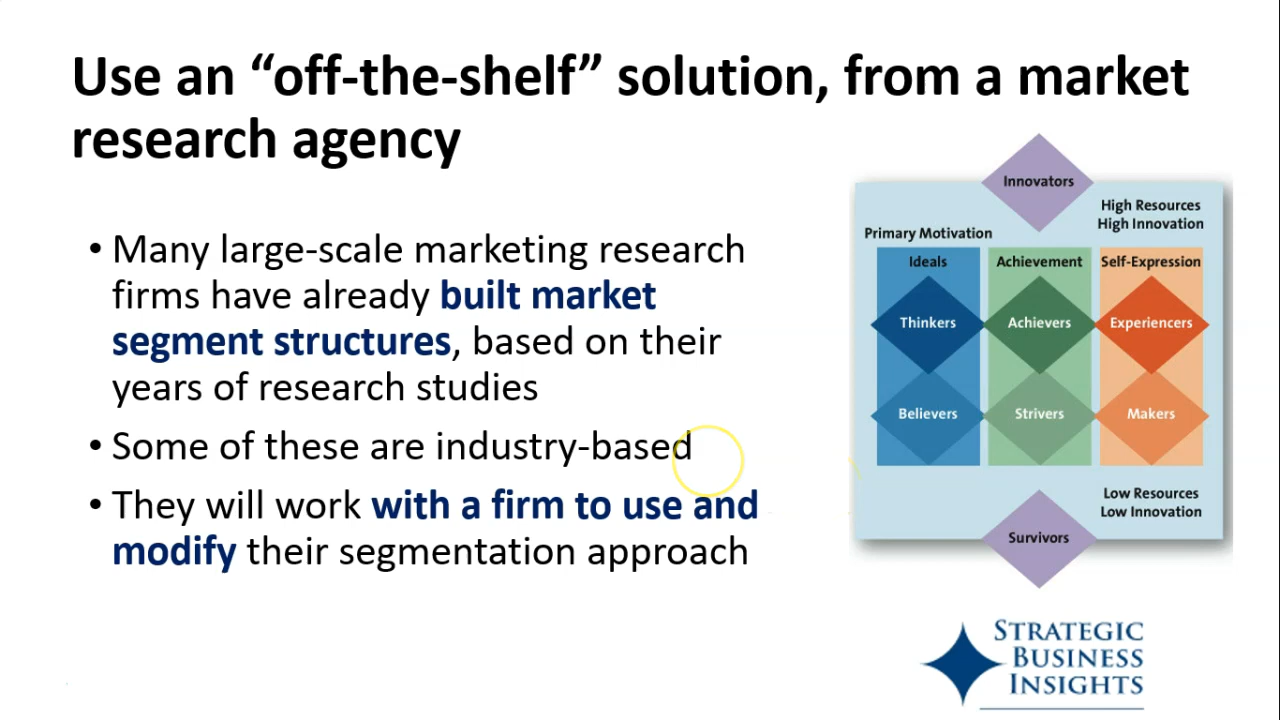 Use an “off-the-shelf” solution, from a market
research agency
• Many large-scale marketing research
firms have already built market
segment structures, based on their
years of research studies
• Some of these are industry-based
• They will work with a firm to use and
modify their segmentation approach
Innovators
High Resources
High Innovation
Primary Motivation
Ideals Achievement Self-Expression
Thinkers Achievers Experiencers
Believers Strivers Makers
Low Resources
Low Innovation
Survivors
STRATEGIC
BUSINESS
INSIGHTS